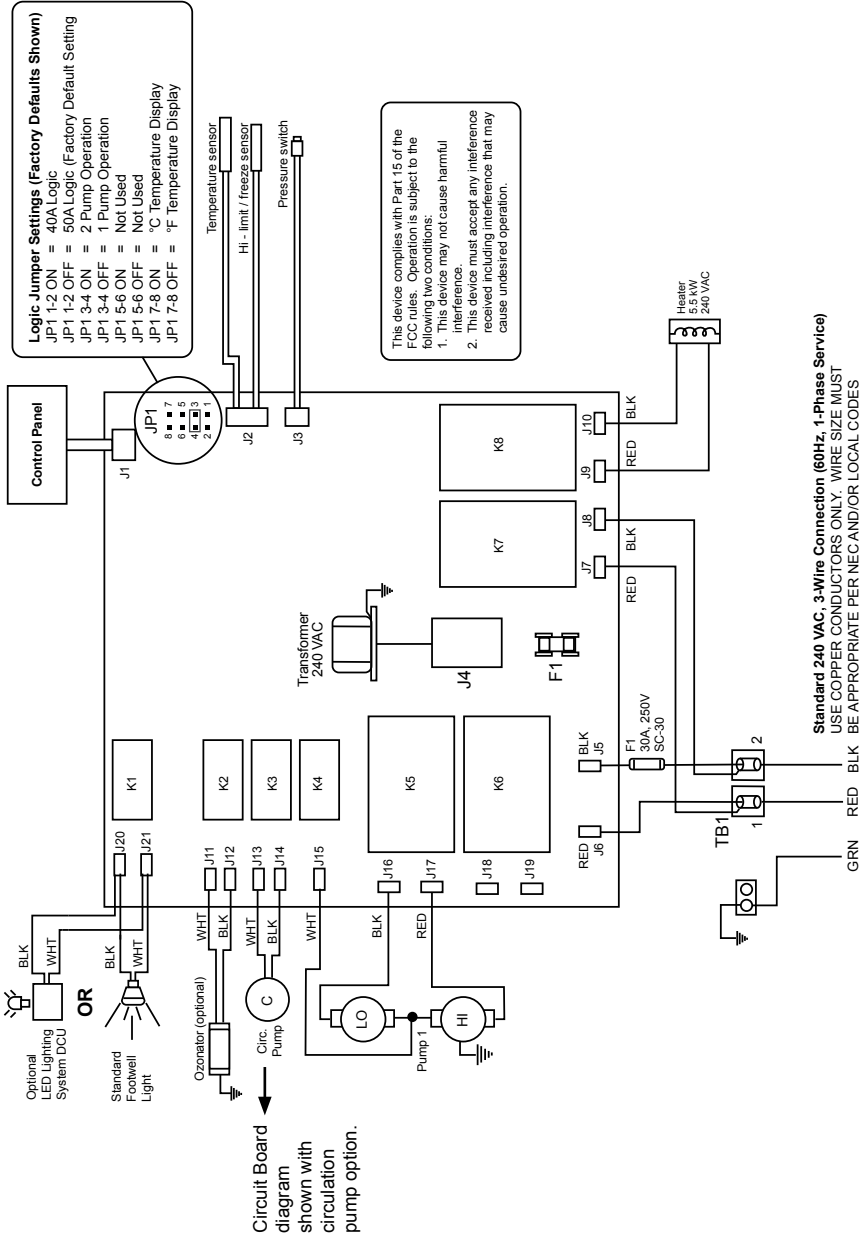 Logic Jumper Settings (Factory Defaults Shown)
JP1 1-2 ON = 40A Logic
JP1 1-2 OFF = 50A Logic (Factory Default Setting
JP1 3-4 ON = 2 Pump Operation
JP1 3-4 OFF = 1 Pump Operation
JP1 5-6 ON = Not Used
JP1 5-6 OFF = Not Used
JP1 7-8 ON = °C Temperature Display
JP1 7-8 OFF = °F Temperature Display
Control Panel
J1
JP1
8 7
6 5
4 3
2 1
J2
J3
Temperature sensor
Hi - limit / freeze sensor
Pressure switch
This device complies with Part 15 of the
FCC rules. Operation is subject to the
following two conditions:
1. This device may not cause harmful
interference.
2. This device must accept any inteference
received including interference that may
cause undesired operation.
Optional
LED Lighting
System DCU
BLK
WHT
OR
Standard
Footwell
Light
BLK
WHT
J20
J21
K1
Ozonator (optional)
WHT
BLK
J11
J12
K2
Circ.
Pump
C
WHT
BLK
J13
J14
K3
WHT
J15
K4
Circuit Board
diagram
shown with
circulation
pump option.
Pump 1
LO
HI
BLK
RED
J16
J17
J18
J19
K5
K6
Transformer
240 VAC
J4
F1
K7
K8
RED
J6
BLK
J5
F1
30A, 250V
SC-30
J7
J8
RED
BLK
J9
J10
RED
BLK
Heater
5.5 kW
240 VAC
TB1
1
2
GRN
RED
BLK
Standard 240 VAC, 3-Wire Connection (60Hz, 1-Phase Service)
USE COPPER CONDUCTORS ONLY. WIRE SIZE MUST
BE APPROPRIATE PER NEC AND/OR LOCAL CODES